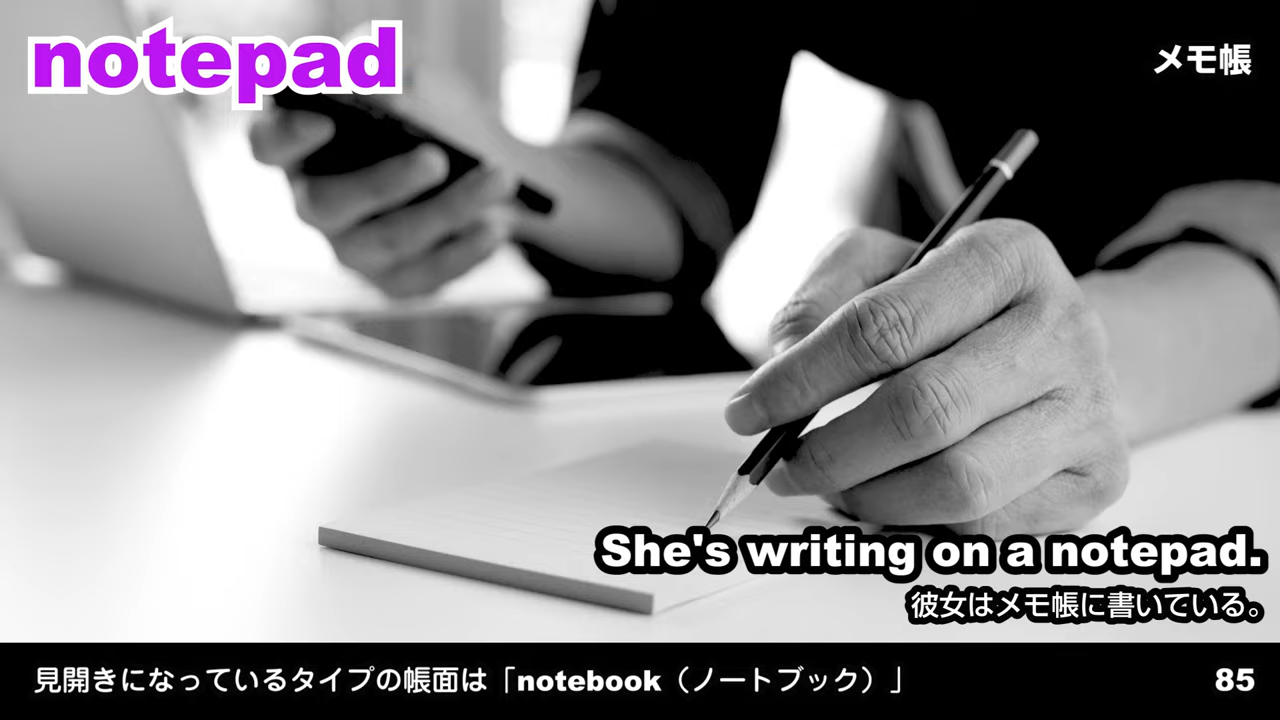 notepad
メモ帳
She's writing on a notepad.
彼女はメモ帳に書いている。
見開きになっているタイプの帳面は「notebook（ノートブック）」
85